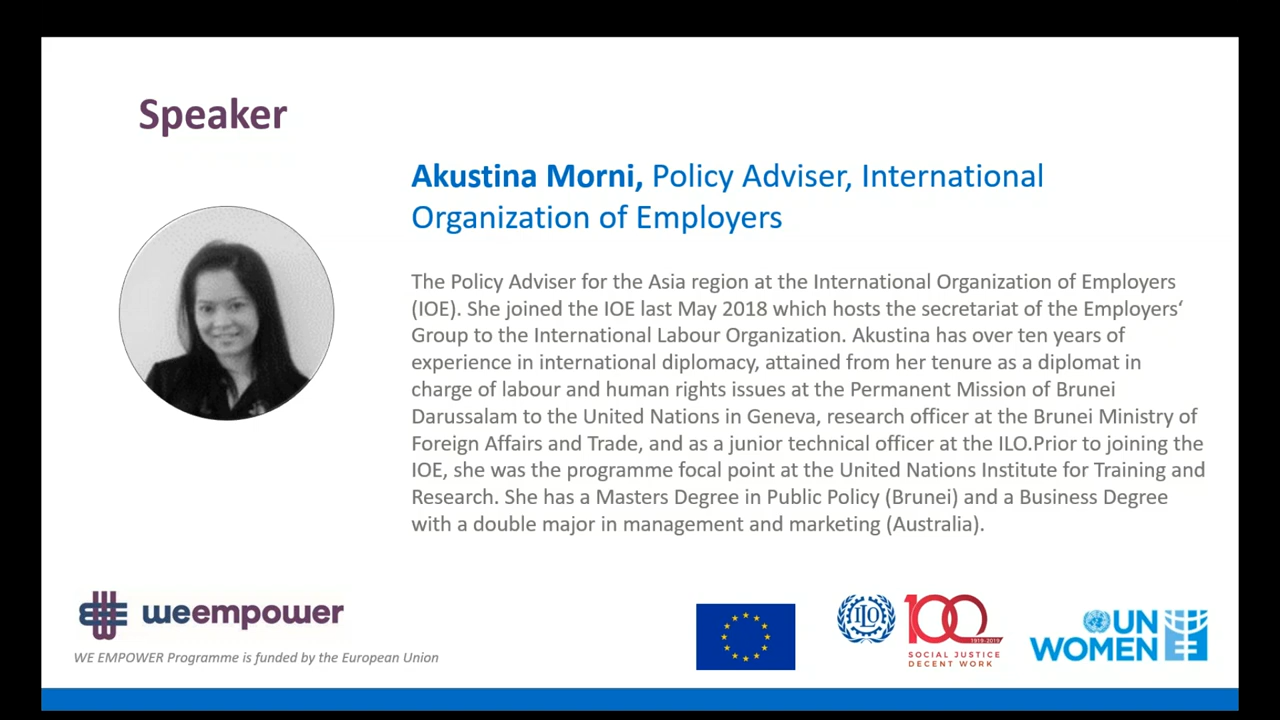 Speaker
Akustina Morni, Policy Adviser, International
Organization of Employers
The Policy Adviser for the Asia region at the International Organization of Employers
(IOE). She joined the IOE last May 2018 which hosts the secretariat of the Employers‘
Group to the International Labour Organization. Akustina has over ten years of
experience in international diplomacy, attained from her tenure as a diplomat in
charge of labour and human rights issues at the Permanent Mission of Brunei
Darussalam to the United Nations in Geneva, research officer at the Brunei Ministry of
Foreign Affairs and Trade, and as a junior technical officer at the ILO.Prior to joining the
IOE, she was the programme focal point at the United Nations Institute for Training and
Research. She has a Masters Degree in Public Policy (Brunei) and a Business Degree
with a double major in management and marketing (Australia).
WE weempower
WE EMPOWER Programme is funded by the European Union
ILO
100
1919-2019
SOCIAL JUSTICE
DECENT WORK
UN
WOMEN